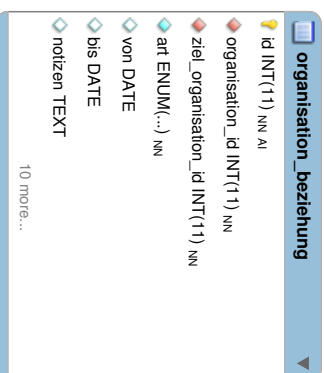 organisation_beziehung
id INT(11) NN AI
organisation_id INT(11) NN
ziel_organisation_id INT(11) NN
art ENUM(...) NN
von DATE
bis DATE
notizen TEXT
10 more...